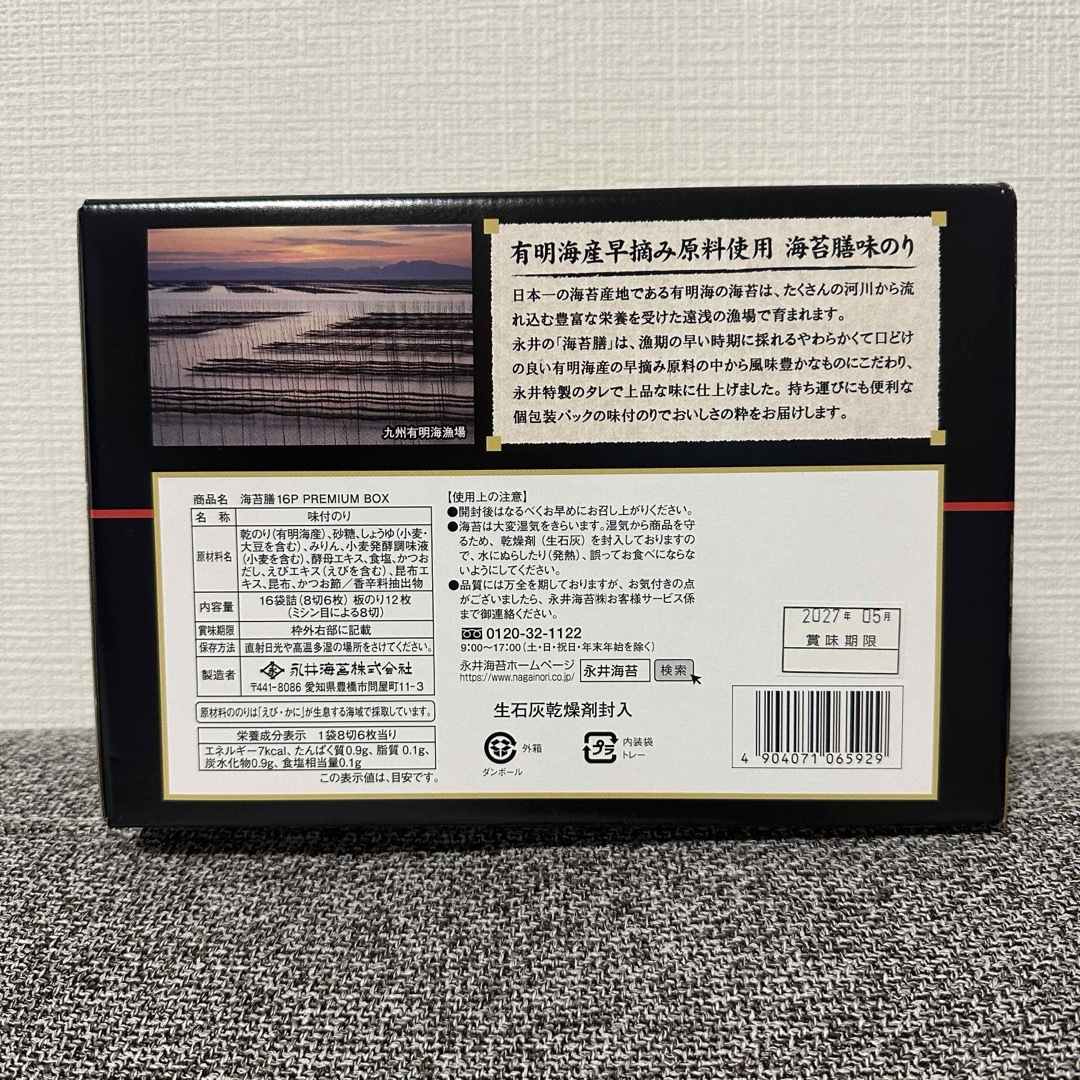 九州有明海漁場
有明海産早摘み原料使用 海苔膳味のり
日本一の海苔産地である有明海の海苔は、たくさんの河川から流
れ込む豊富な栄養を受けた遠浅の漁場で育まれます。
永井の「海苔膳」は、漁期の早い時期に採れるやわらかくて口どけ
の良い有明海産の早摘み原料の中から風味豊かなものにこだわり、
永井特製のタレで上品な味に仕上げました。持ち運びにも便利な
個包装パックの味付のりでおいしさの粋をお届けします。
商品名 海苔膳16P PREMIUM BOX
名 称 味付のり
原材料名 乾のり(有明海産)、砂糖、しょうゆ(小麦・
大豆を含む)、みりん、小麦発酵調味液
(小麦を含む)、酵母エキス、食塩、かつお
だし、えびエキス(えびを含む)、昆布エ
キス、昆布、かつお節/香辛料抽出物
内容量 16袋詰(8切6枚) 板のり12枚
(ミシン目による8切)
賞味期限 枠外右部に記載
保存方法 直射日光や高温多湿の場所をさけてください。
製造者 永井海苔株式会社
〒441-8086 愛知県豊橋市問屋町11-3
原材料ののりは「えび・かに」が生息する海域で採取しています。
栄養成分表示 1袋8切6枚当り
エネルギー7kcal、たんぱく質0.9g、脂質 0.1g、
炭水化物0.9g、食塩相当量0.1g
この表示値は、目安です。
【使用上の注意】
●開封後はなるべくお早めにお召し上がりください。
●海苔は大変湿気をきらいます。湿気から商品を守
るため、乾燥剤(生石灰)を封入しておりますの
で、水にぬらしたり(発熱)、誤ってお食べにならな
いようにしてください。
●品質には万全を期しておりますが、お気付きの点
がございましたら、永井海苔㈱お客様サービス係
まで御連絡ください。
0120-32-1122
9:00〜17:00(土・日・祝日・年末年始を除く)
永井海苔ホームページ
https://www.nagainori.co.jp/
永井海苔 検索
生石灰乾燥剤封入
外箱
ダンボール
プラ
内装袋
トレー
2027年 05月
賞味期限
4 904071 065929